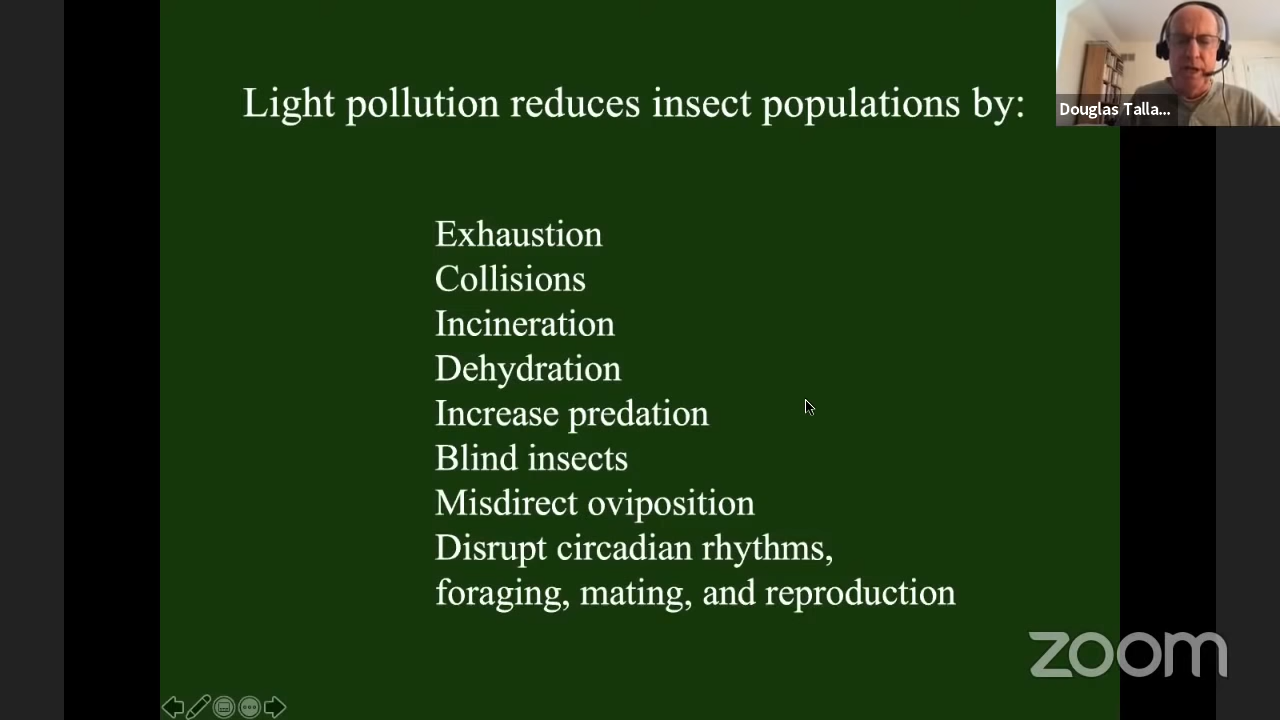 Light pollution reduces insect populations by:
Douglas Talla...
Exhaustion
Collisions
Incineration
Dehydration
Increase predation
Blind insects
Misdirect oviposition
Disrupt circadian rhythms,
foraging, mating, and reproduction
zoom